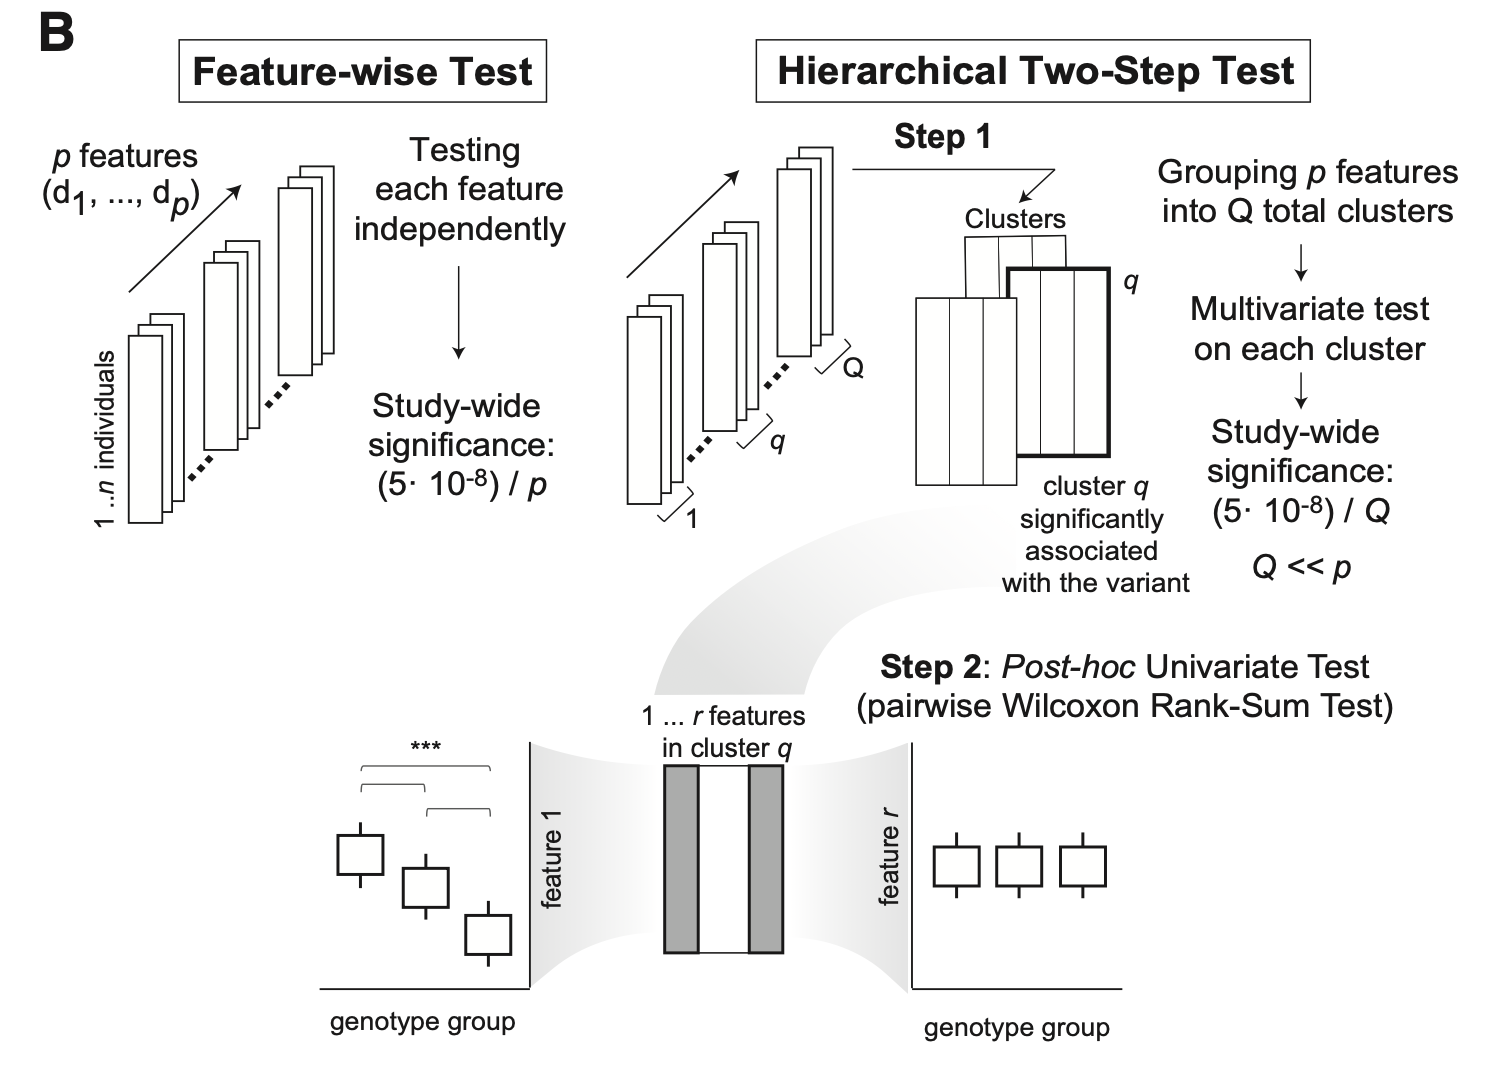 B
Feature-wise Test
p features
(d1, ..., dp)
1 ..n individuals
Testing
each feature
independently
Study-wide
significance:
(5· 10-8) / p
Hierarchical Two-Step Test
Step 1
1
q
Q
Clusters
q
cluster q
significantly
associated
with the variant
Grouping p features
into Q total clusters
Multivariate test
on each cluster
Study-wide
significance:
(5· 10-8) / Q
Q << p
Step 2: Post-hoc Univariate Test
(pairwise Wilcoxon Rank-Sum Test)
1 ... r features
in cluster q
***
feature 1
genotype group
feature r
genotype group